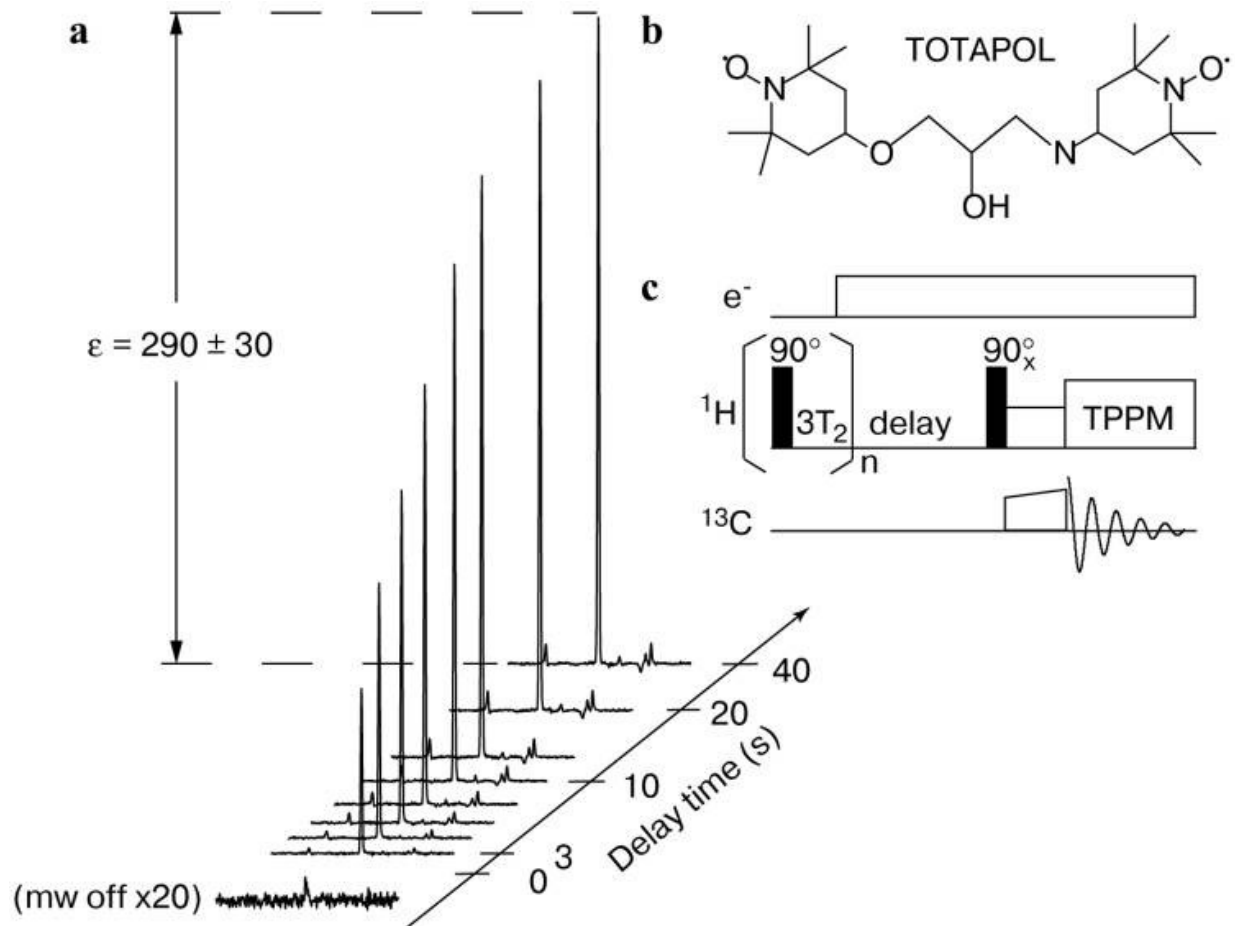 a
ε = 290 ± 30
(mw off x20)
0
3
10
20
40
Delay time (s)
b
TOTAPOL
•O
N
O
OH
N
N
O•
c
e⁻
¹H
90°
3T₂
n
delay
90°ₓ
TPPM
¹³C